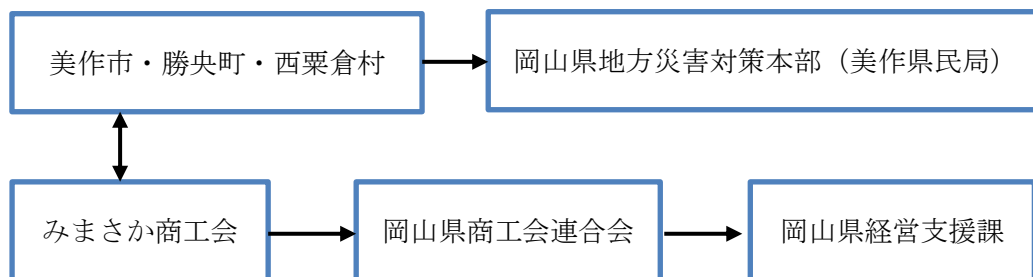 美作市・勝央町・西粟倉村
岡山県地方災害対策本部（美作県民局）
みまさか商工会
岡山県商工会連合会
岡山県経営支援課